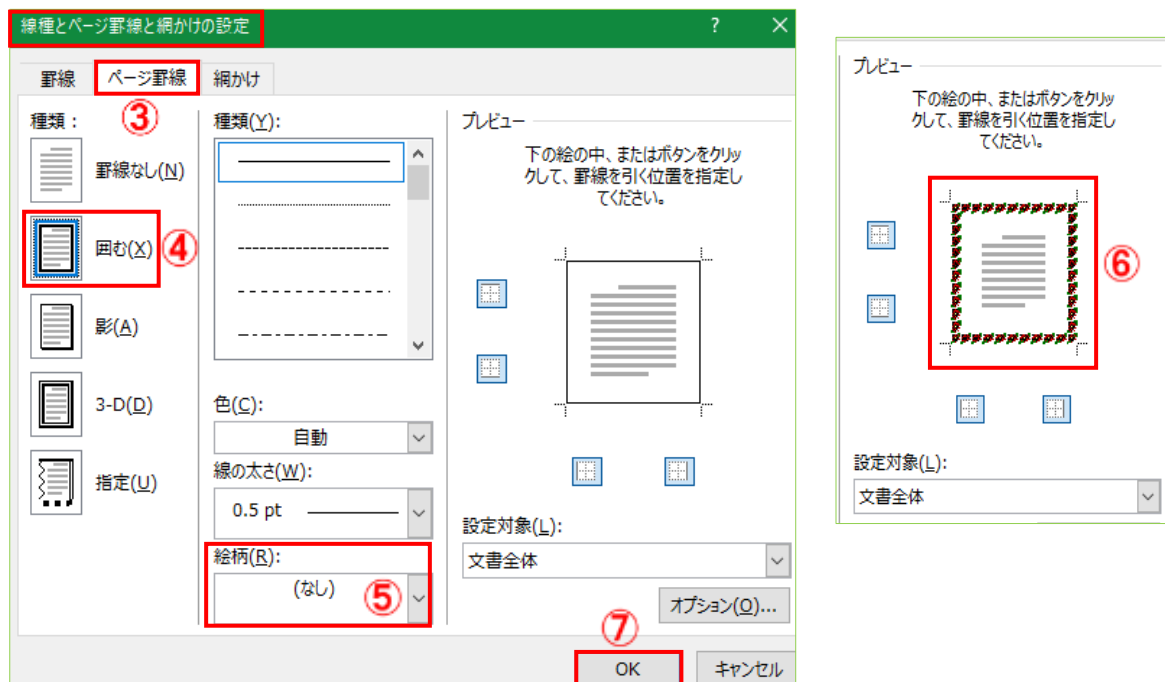 線種とページ罫線と網かけの設定 ? ×
罫線 ページ罫線 網かけ
③
種類：
罫線なし(N)
囲む(X) ④
影(A)
3-D(D)
指定(U)
種類(Y):
色(C):
自動
線の太さ(W):
0.5 pt
絵柄(R):
(なし) ⑤
プレビュー
下の絵の中、またはボタンをクリッ
クして、罫線を引く位置を指定し
てください。
設定対象(L):
文書全体
オプション(O)...
⑦
OK キャンセル
プレビュー
下の絵の中、またはボタンをクリッ
クして、罫線を引く位置を指定し
てください。
⑥
設定対象(L):
文書全体